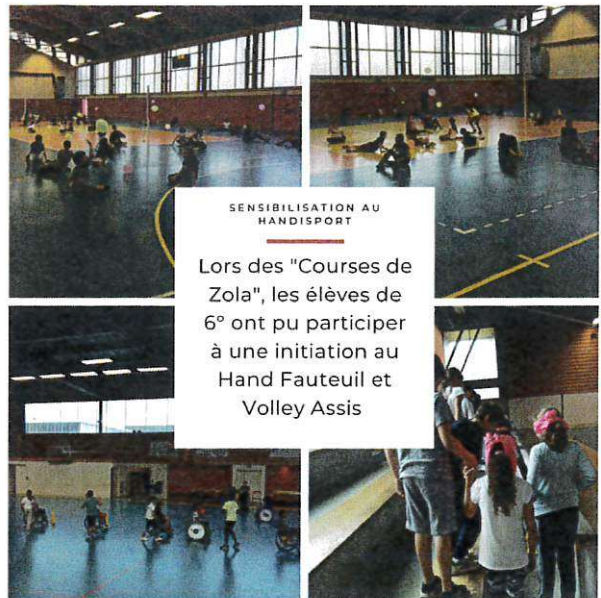 SENSIBILISATION AU
HANDISPORT
Lors des "Courses de
Zola", les élèves de
6° ont pu participer
à une initiation au
Hand Fauteuil et
Volley Assis